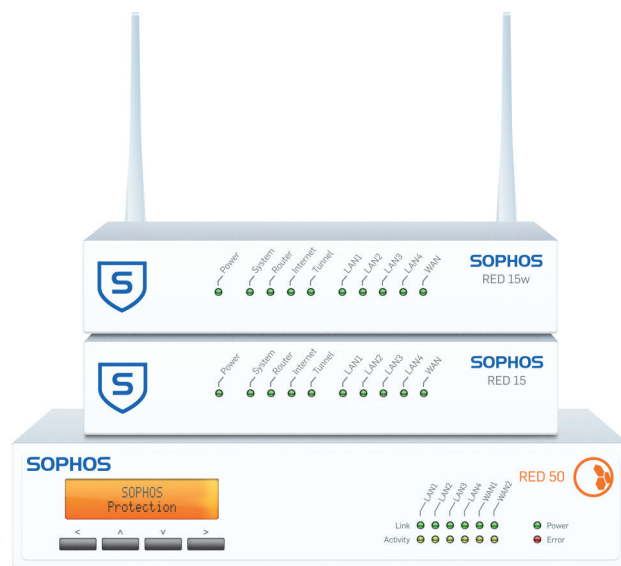 Power System Router Internet Tunnel LAN1 LAN2 LAN3 LAN4 WAN
S
SOPHOS
RED 15w
Power System Router Internet Tunnel LAN1 LAN2 LAN3 LAN4 WAN
S
SOPHOS
RED 15
SOPHOS
SOPHOS
Protection
< ʌ v >
LAN1 LAN2 LAN3 LAN4 WAN1 WAN2
Link
Activity
Power
Error
RED 50